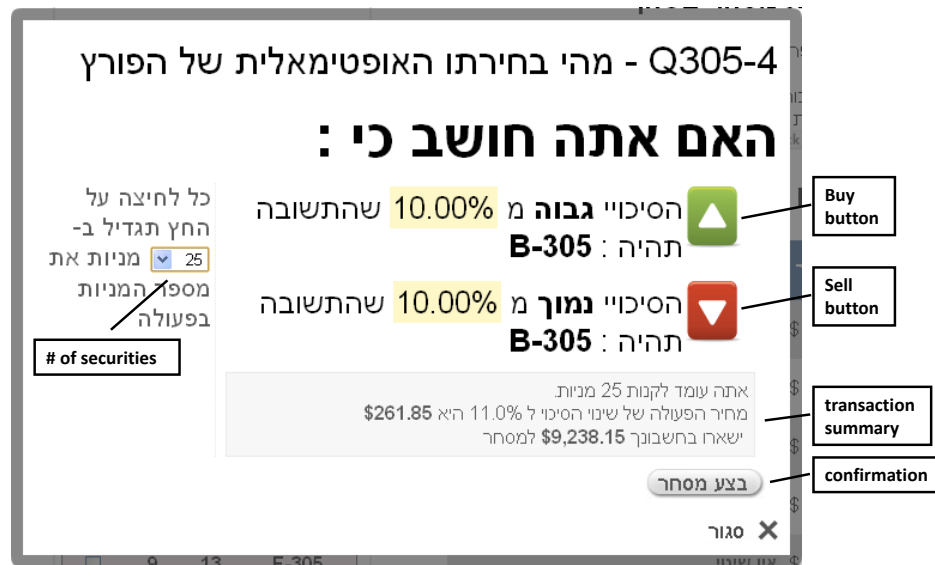 Q305-4 - מהי בחירתו האופטימאלית של הפורץ
האם אתה חושב כי :
הסיכויי גבוה מ 10.00% שהתשובה
תהיה : B-305
הסיכויי נמוך מ 10.00% שהתשובה
תהיה : B-305
כל לחיצה על
החץ תגדיל ב-
25 מניות את
מספר המניות
בפעולה
אתה עומד לקנות 25 מניות.
מחיר הפעולה של שינוי הסיכוי ל 11.0% היא $261.85
ישארו בחשבונך $9,238.15 למסחר
בצע מסחר
סגור
Buy
button
Sell
button
# of securities
transaction
summary
confirmation